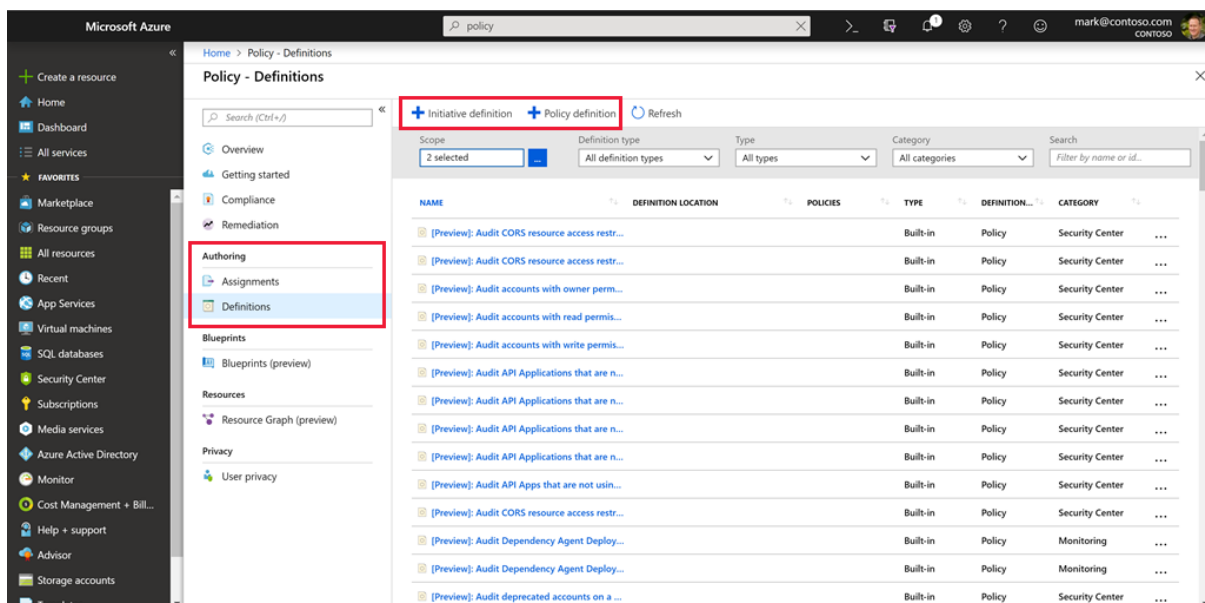 Microsoft Azure
policy
1
mark@contoso.com
CONTOSO
Create a resource
Home
Dashboard
All services
FAVORITES
Marketplace
Resource groups
All resources
Recent
App Services
Virtual machines
SQL databases
Security Center
Subscriptions
Media services
Azure Active Directory
Monitor
Cost Management + Bill...
Help + support
Advisor
Storage accounts
Home > Policy - Definitions
Policy - Definitions
Search (Ctrl+/)
Overview
Getting started
Compliance
Remediation
Authoring
Assignments
Definitions
Blueprints
Blueprints (preview)
Resources
Resource Graph (preview)
Privacy
User privacy
Initiative definition Policy definition Refresh
Scope Definition type Type Category Search
2 selected ... All definition types All types All categories Filter by name or id...
NAME DEFINITION LOCATION POLICIES TYPE DEFINITION... CATEGORY
[Preview]: Audit CORS resource access restr... Built-in Policy Security Center ...
[Preview]: Audit CORS resource access restr... Built-in Policy Security Center ...
[Preview]: Audit accounts with owner perm... Built-in Policy Security Center ...
[Preview]: Audit accounts with read permis... Built-in Policy Security Center ...
[Preview]: Audit accounts with write permis... Built-in Policy Security Center ...
[Preview]: Audit API Applications that are n... Built-in Policy Security Center ...
[Preview]: Audit API Applications that are n... Built-in Policy Security Center ...
[Preview]: Audit API Applications that are n... Built-in Policy Security Center ...
[Preview]: Audit API Applications that are n... Built-in Policy Security Center ...
[Preview]: Audit API Apps that are not usin... Built-in Policy Security Center ...
[Preview]: Audit CORS resource access restr... Built-in Policy Security Center ...
[Preview]: Audit Dependency Agent Deploy... Built-in Policy Monitoring ...
[Preview]: Audit Dependency Agent Deploy... Built-in Policy Monitoring ...
[Preview]: Audit deprecated accounts on a ... Built-in Policy Security Center ...